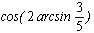 cos( 2 arcsin 3/5 )